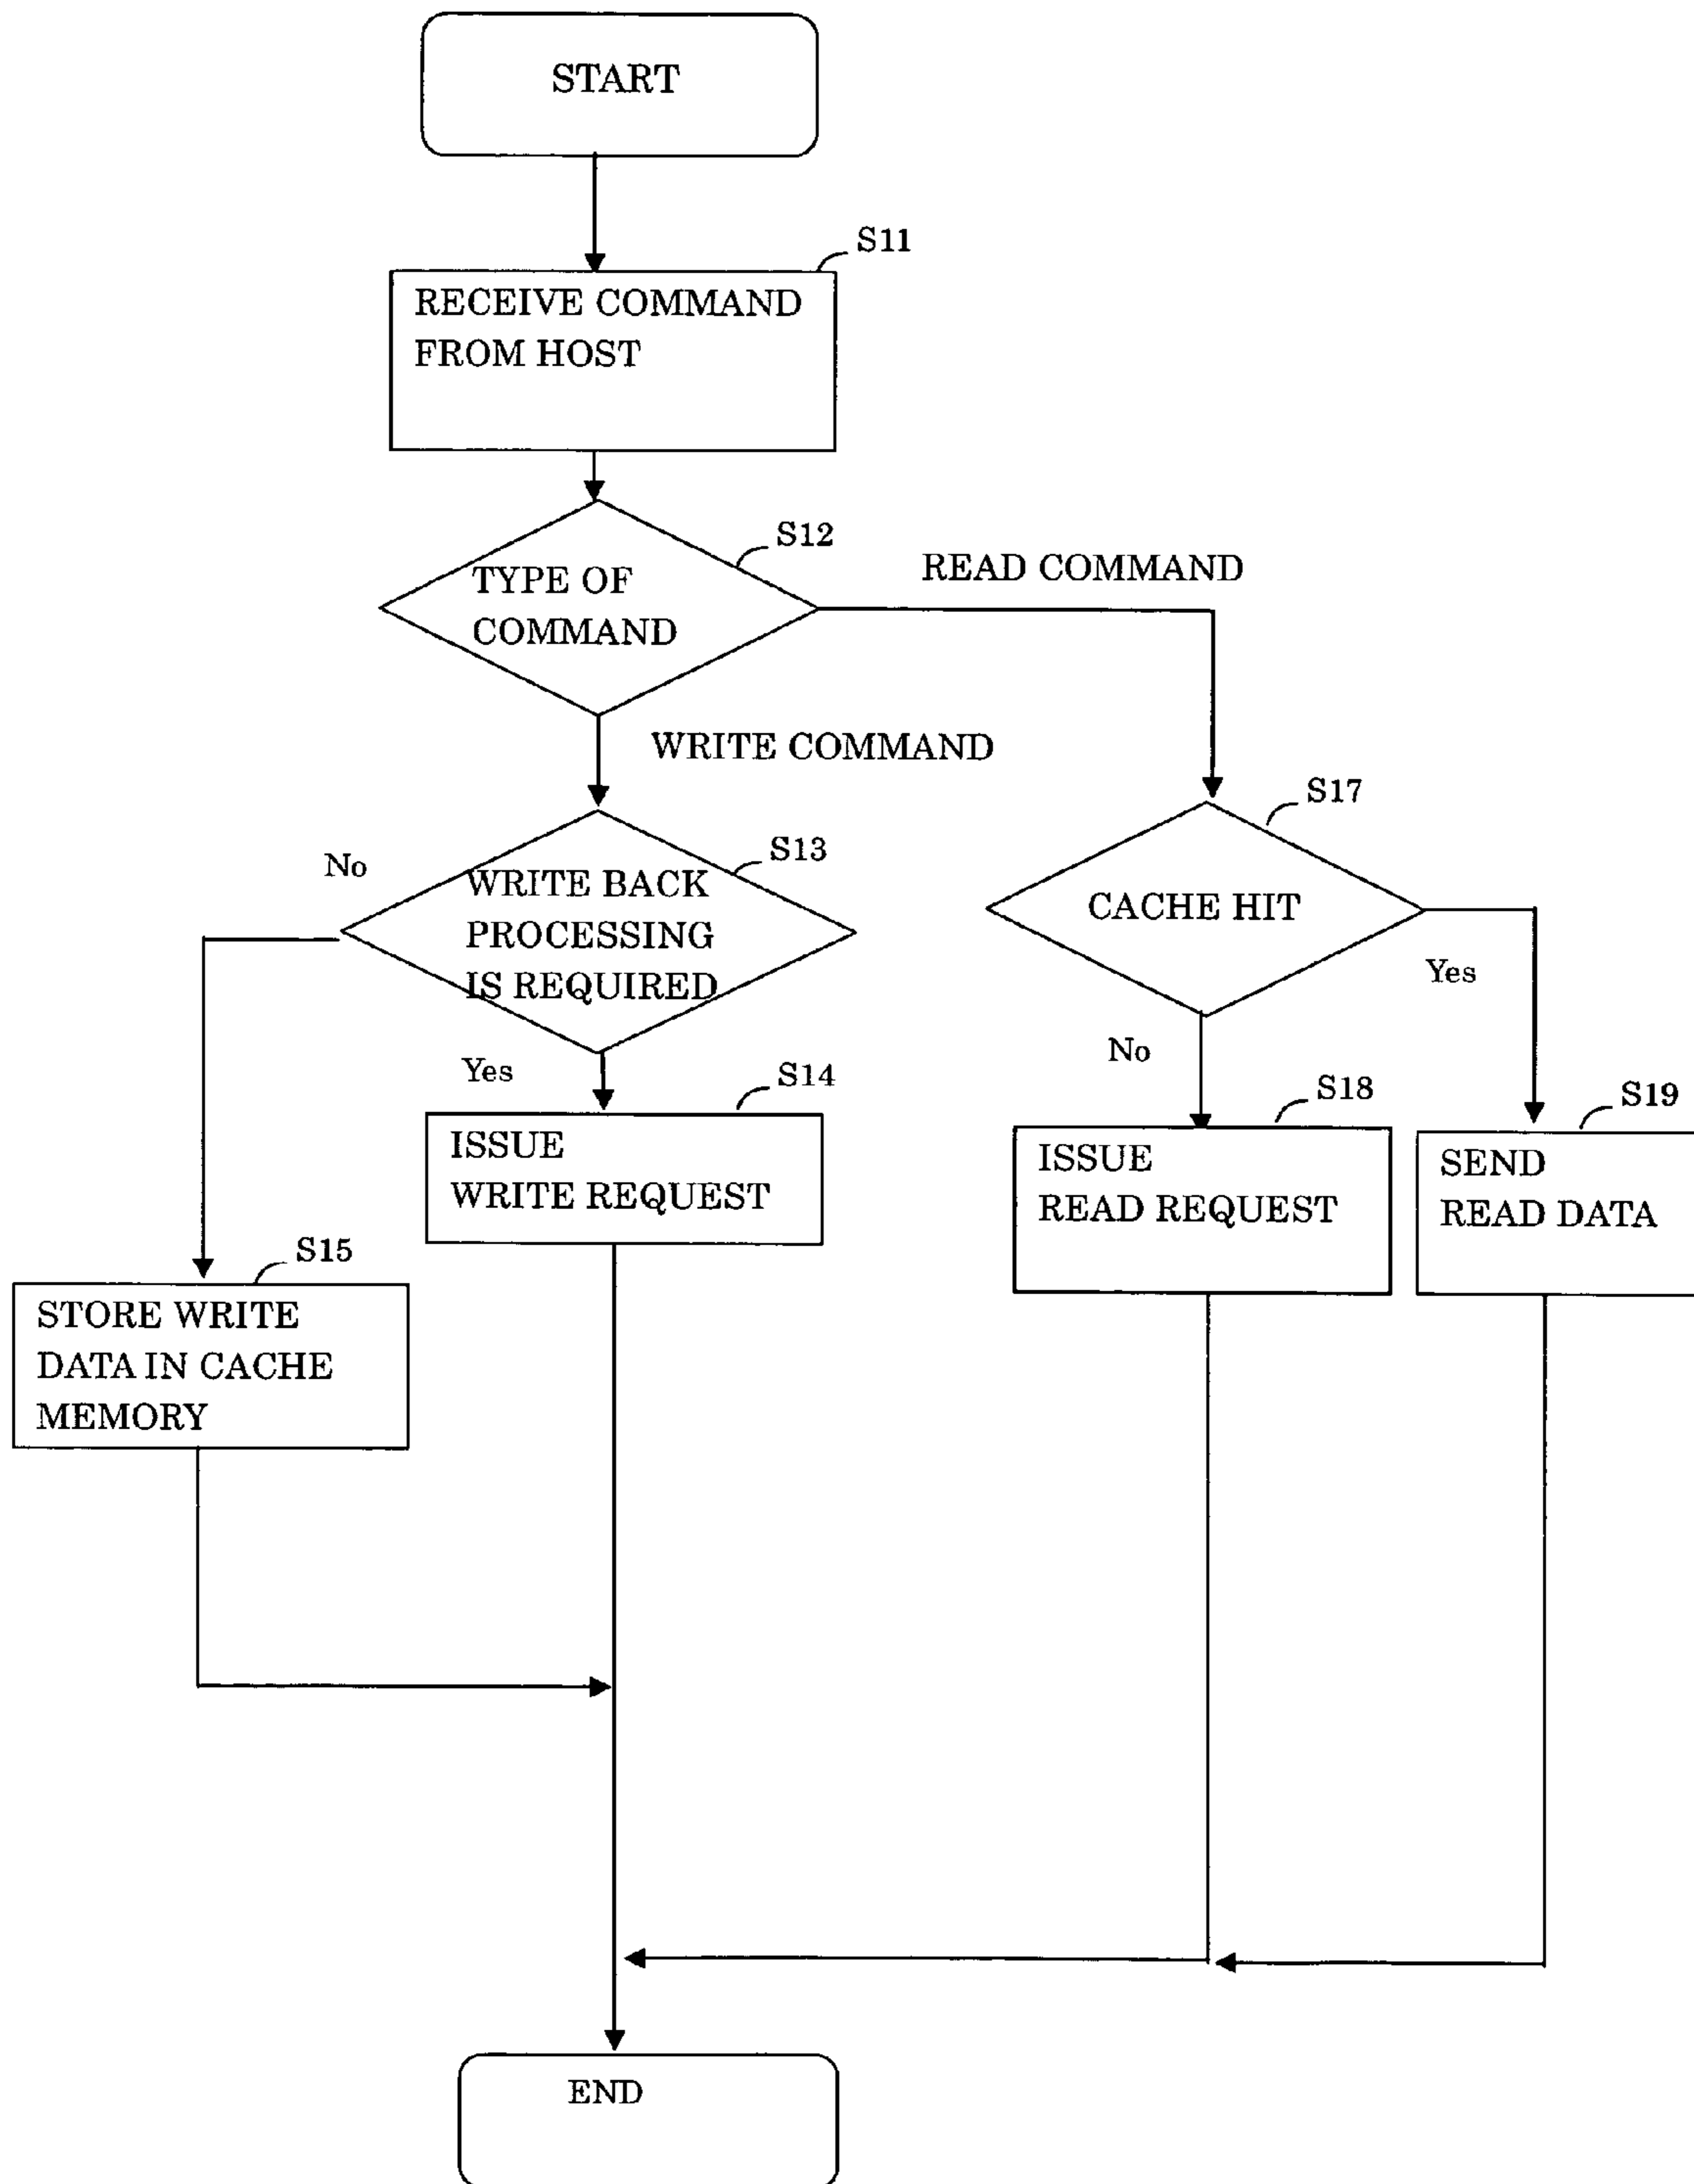 START
S11
RECEIVE COMMAND
FROM HOST
S12
TYPE OF
COMMAND
READ COMMAND
WRITE COMMAND
S13
No
WRITE BACK
PROCESSING
IS REQUIRED
Yes
S17
CACHE HIT
Yes
No
S14
ISSUE
WRITE REQUEST
S18
ISSUE
READ REQUEST
S19
SEND
READ DATA
S15
STORE WRITE
DATA IN CACHE
MEMORY
END